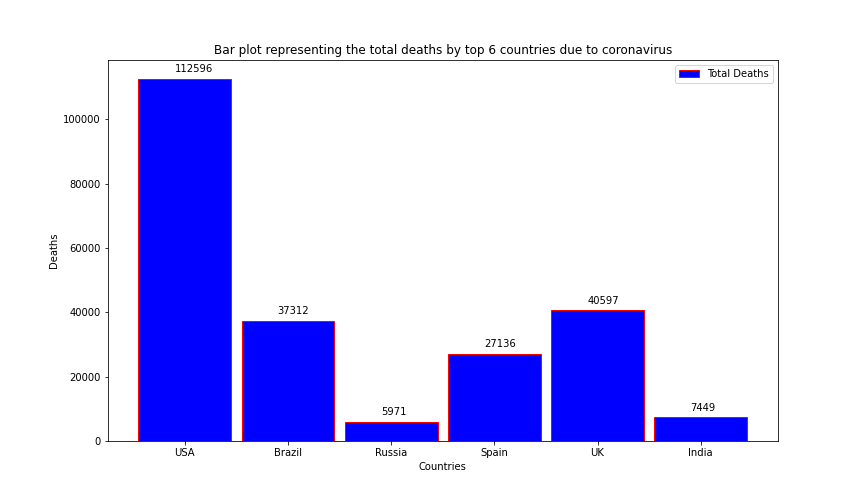 Bar plot representing the total deaths by top 6 countries due to coronavirus
112596
Total Deaths
100000
80000
60000
40000
20000
0
Deaths
37312
5971
27136
40597
7449
USA Brazil Russia Spain UK India
Countries